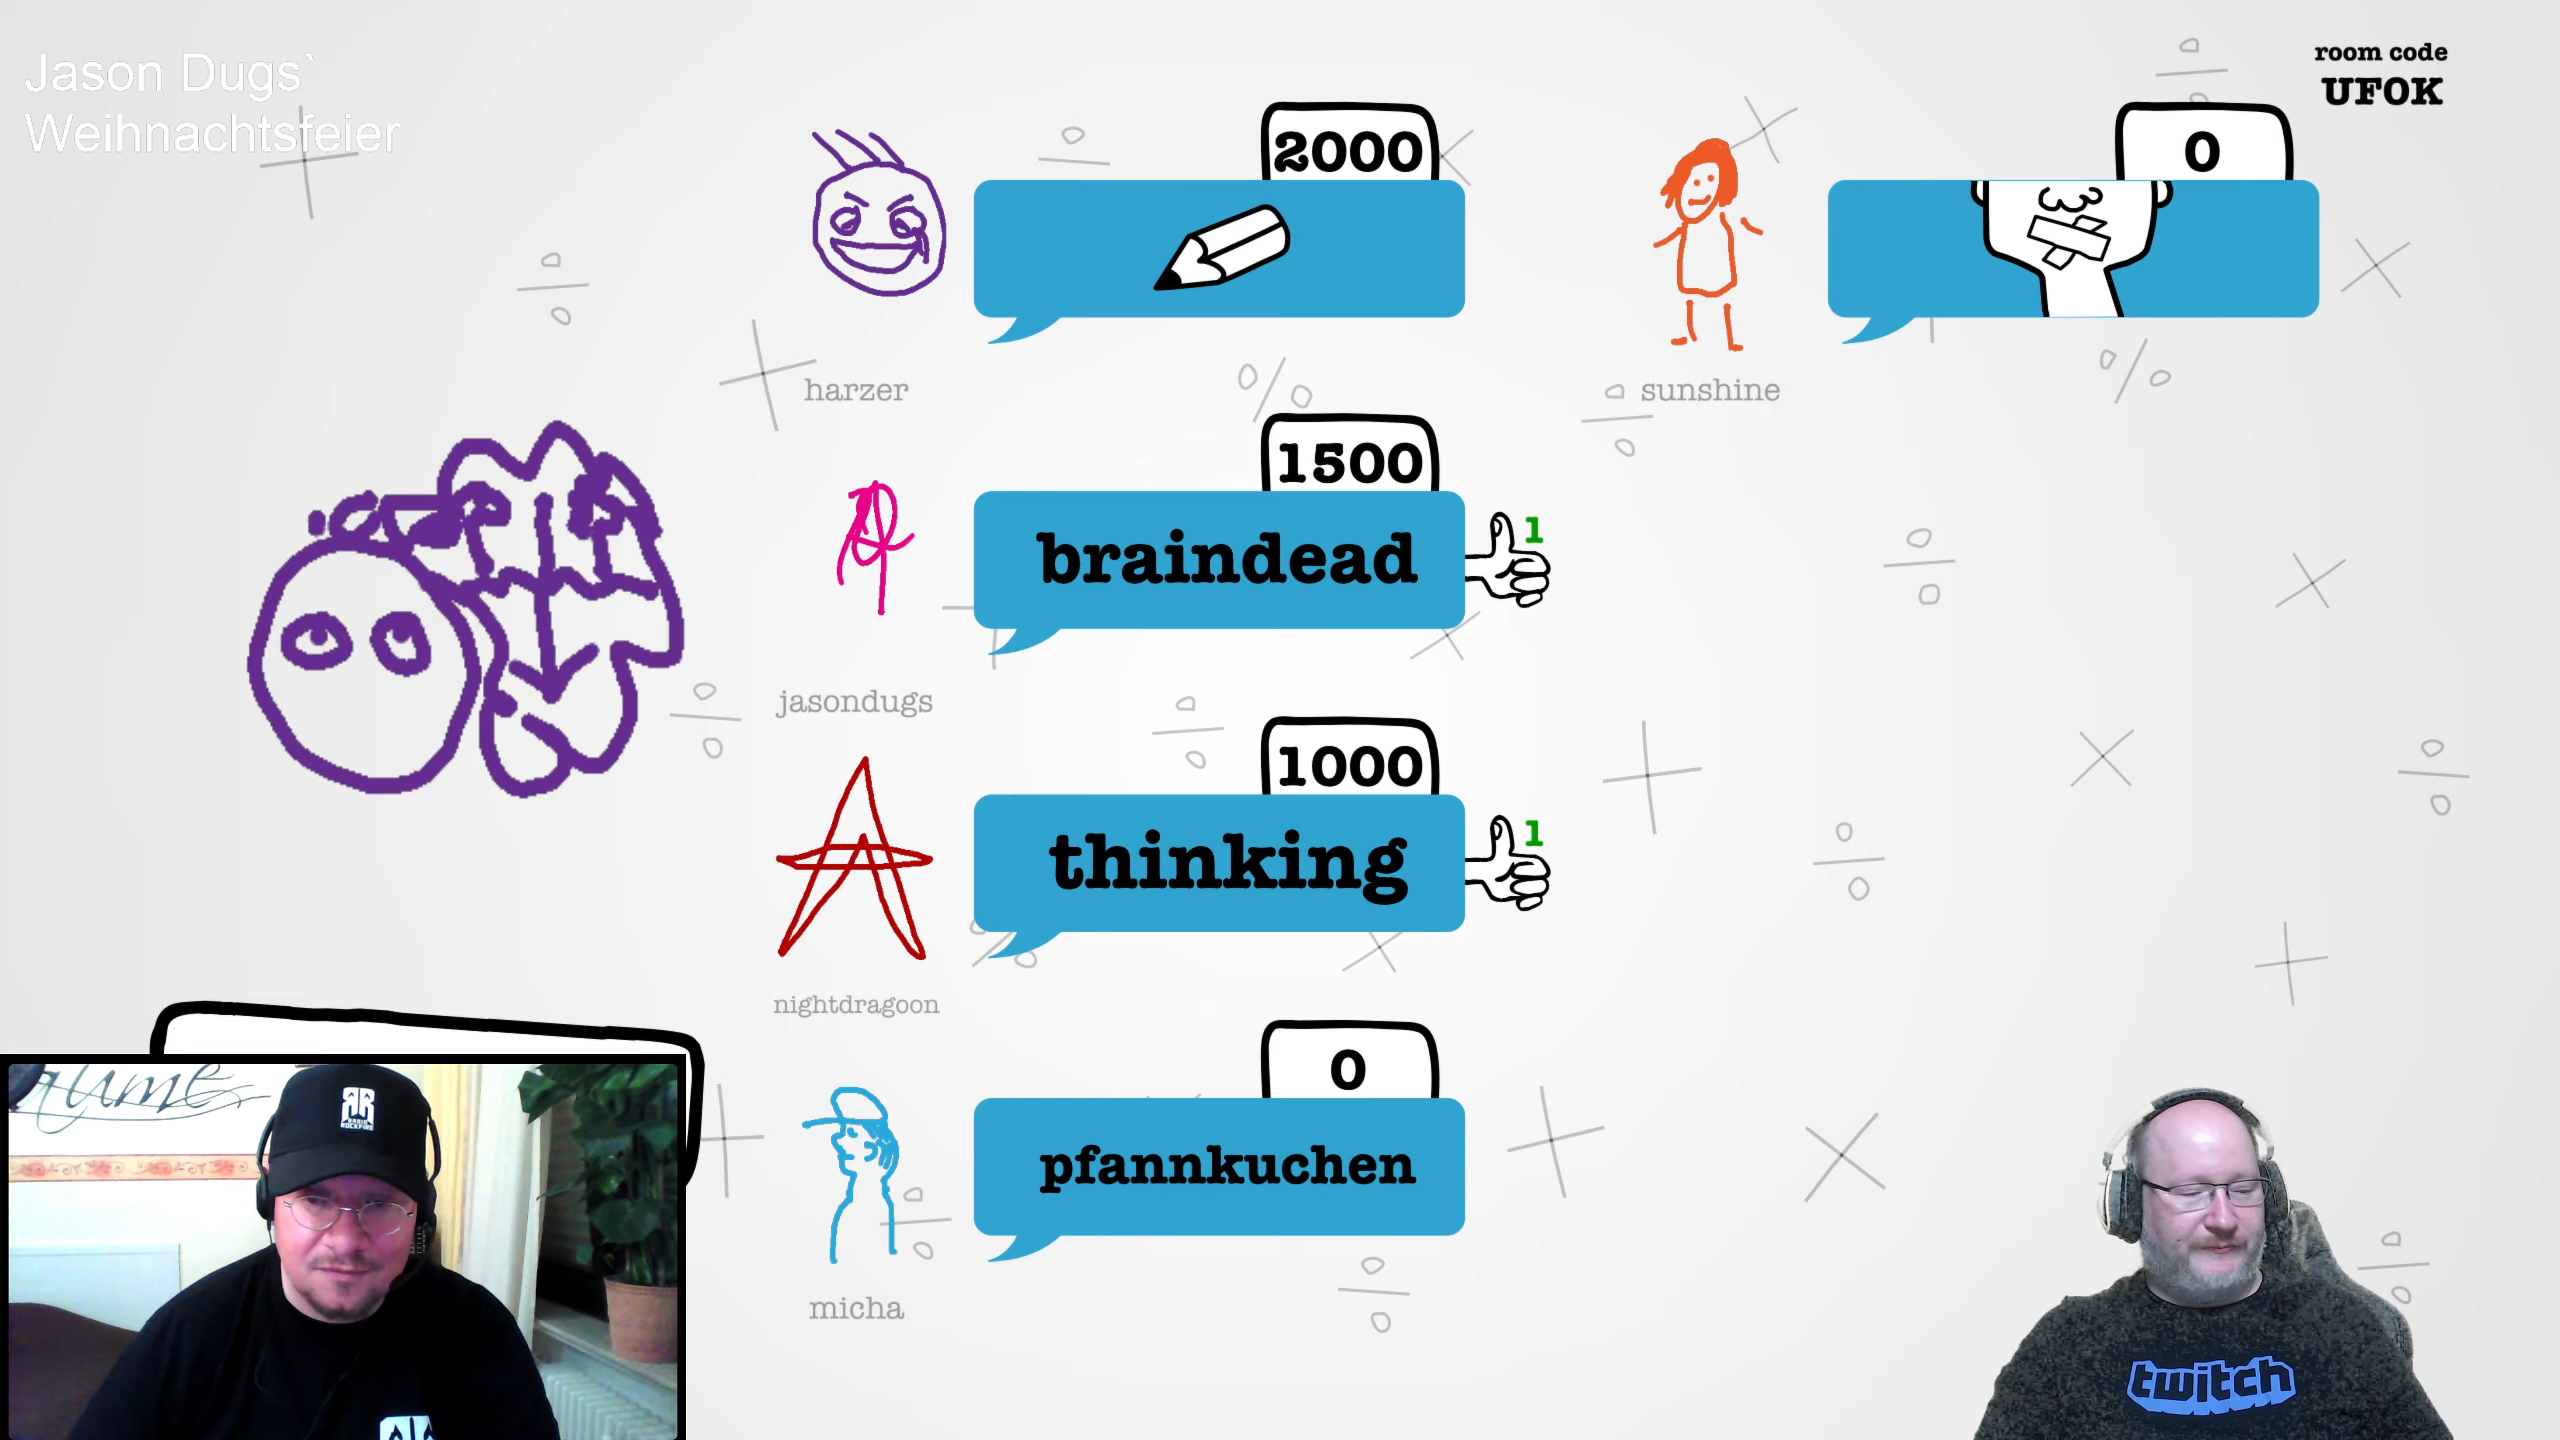 Jason Dugs`
Weihnachtsfeier
room code
UFOK
2000
harzer
0
sunshine
1500
braindead
1
jasondugs
1000
thinking
1
nightdragoon
0
pfannkuchen
micha
twitch